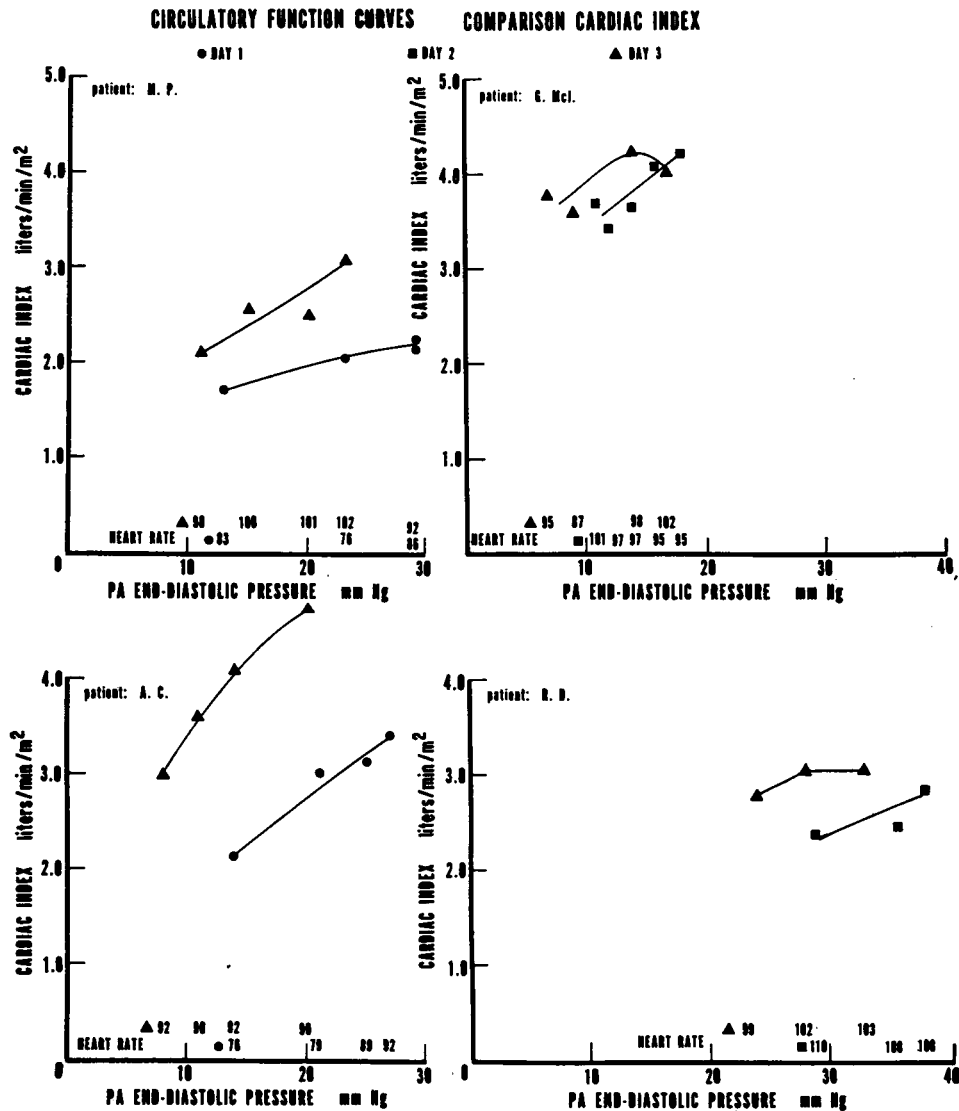 CIRCULATORY FUNCTION CURVES COMPARISON CARDIAC INDEX
● DAY 1 ■ DAY 2 ▲ DAY 3
patient: M. P.
CARDIAC INDEX liters/min/m²
5.0
4.0
3.0
2.0
1.0
▲ 98 106 101 102 92
HEART RATE ● 83 76 86
0 10 20 30
PA END-DIASTOLIC PRESSURE mm Hg
patient: G. McI.
CARDIAC INDEX liters/min/m²
5.0
4.0
3.0
2.0
1.0
▲ 95 87 98 102
HEART RATE ■ 101 97 97 95 95
0 10 20 30 40
PA END-DIASTOLIC PRESSURE mm Hg
patient: A. C.
CARDIAC INDEX liters/min/m²
4.0
3.0
2.0
1.0
▲ 92 90 92 90
HEART RATE ● 76 79 89 92
0 10 20 30
PA END-DIASTOLIC PRESSURE mm Hg
patient: R. D.
CARDIAC INDEX liters/min/m²
4.0
3.0
1.0
▲ 99 102 103
HEART RATE ■ 110 106 106
0 10 20 30 40
PA END-DIASTOLIC PRESSURE mm Hg